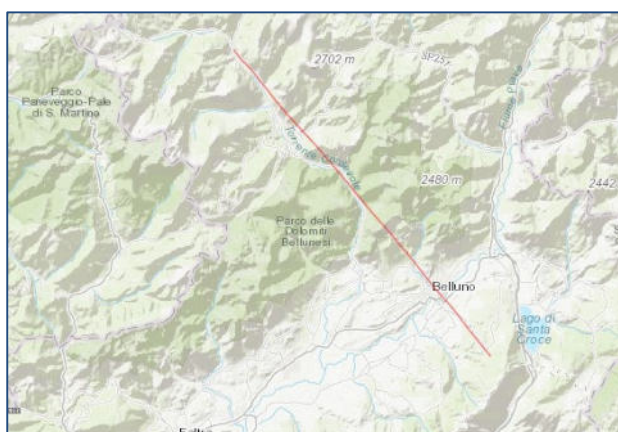 2702 m
SP251
Fiume Piave
Parco
Paneveggio-Pale
di S. Martino
Torrente Cordevole
2480 m
2442
Parco delle
Dolomiti
Bellunesi
Belluno
Lago di
Santa
Croce